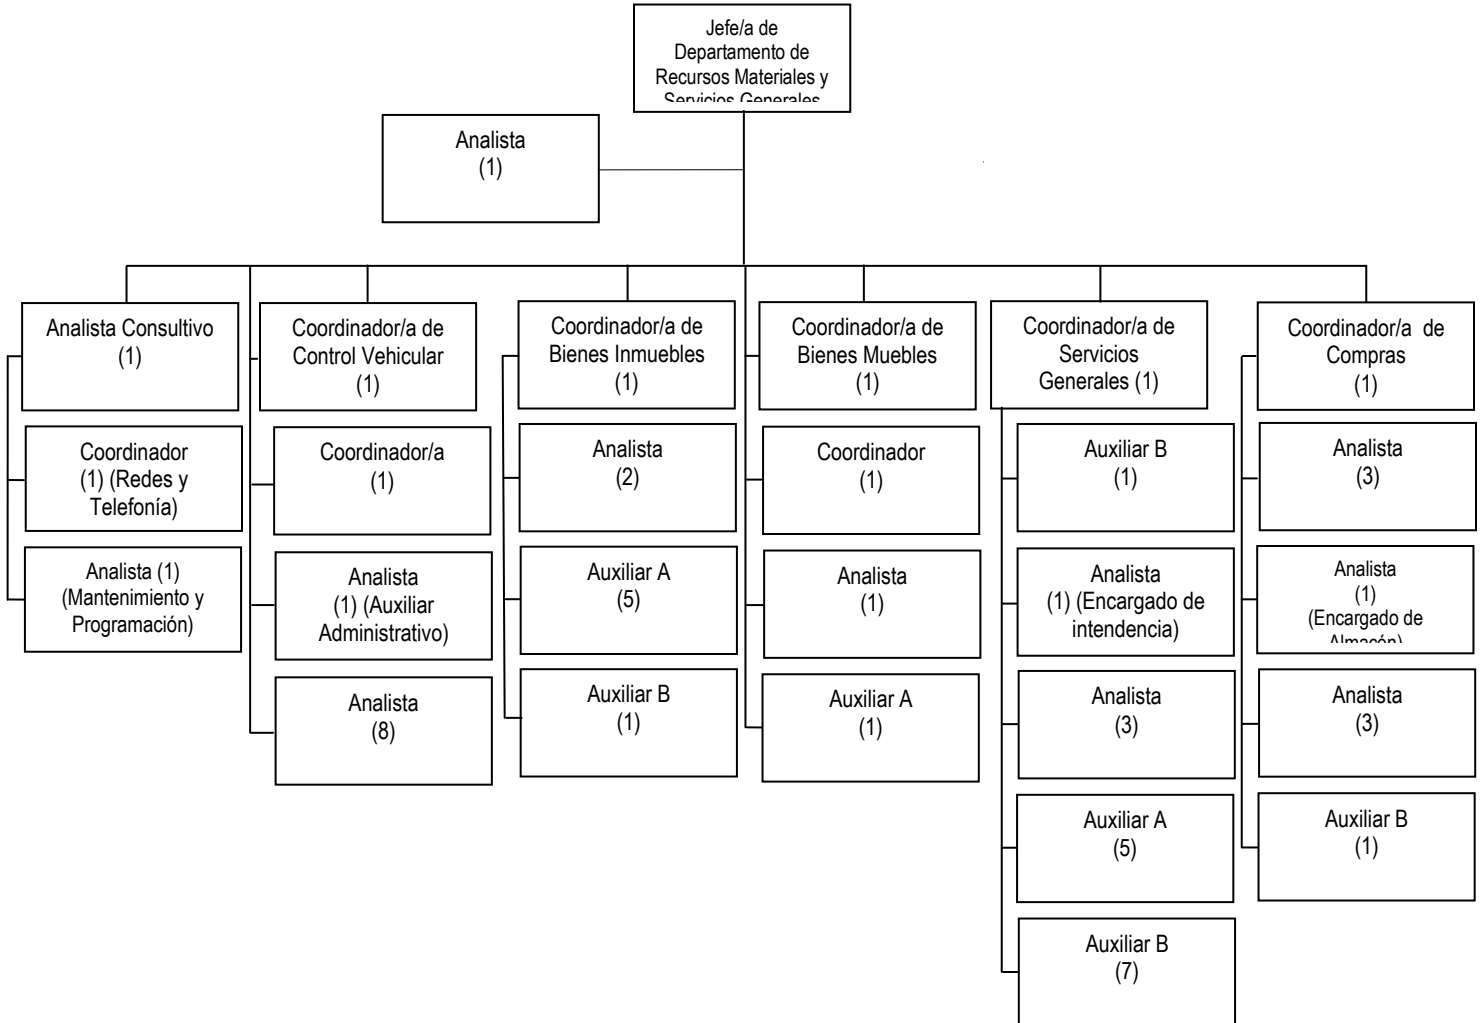 Jefe/a de
Departamento de
Recursos Materiales y
Servicios Generales
Analista
(1)
Analista Consultivo
(1)
Coordinador
(1) (Redes y
Telefonía)
Analista (1)
(Mantenimiento y
Programación)
Coordinador/a de
Control Vehicular
(1)
Coordinador/a
(1)
Analista
(1) (Auxiliar
Administrativo)
Analista
(8)
Coordinador/a de
Bienes Inmuebles
(1)
Analista
(2)
Auxiliar A
(5)
Auxiliar B
(1)
Coordinador/a de
Bienes Muebles
(1)
Coordinador
(1)
Analista
(1)
Auxiliar A
(1)
Coordinador/a de
Servicios
Generales (1)
Auxiliar B
(1)
Analista
(1) (Encargado de
intendencia)
Analista
(3)
Auxiliar A
(5)
Auxiliar B
(7)
Coordinador/a  de
Compras
(1)
Analista
(3)
Analista
(1)
(Encargado de
Almacén)
Analista
(3)
Auxiliar B
(1)